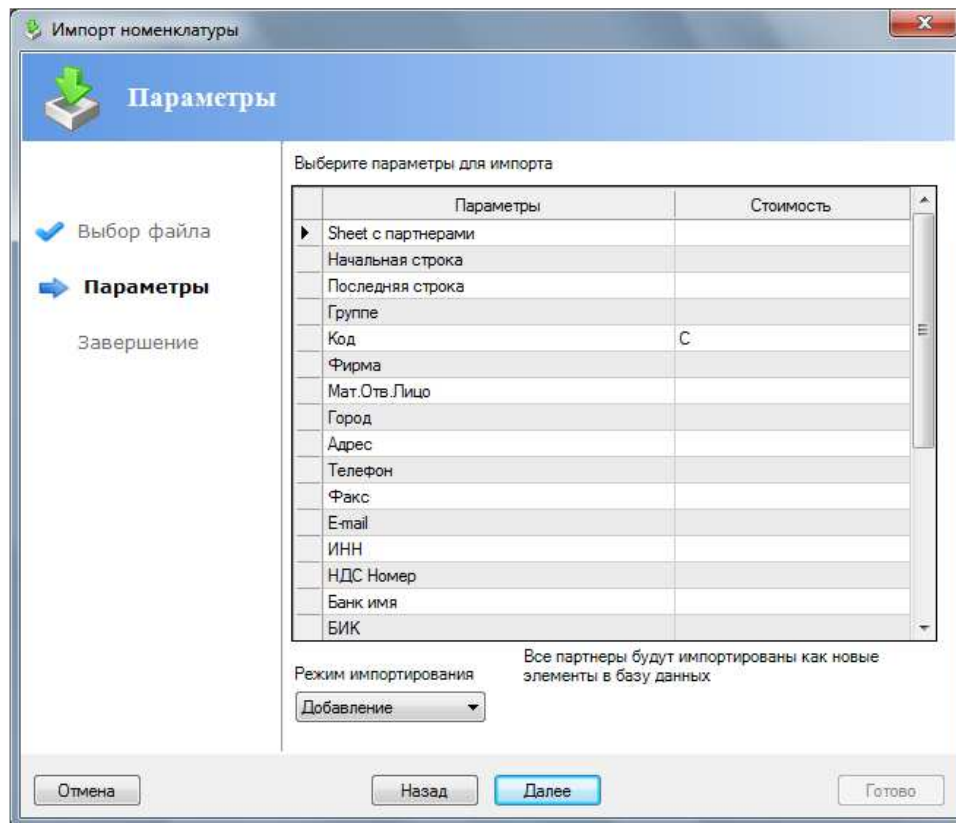 Импорт номенклатуры
Параметры
Выберите параметры для импорта
Параметры Стоимость
Sheet с партнерами
Начальная строка
Последняя строка
Группе
Код C
Фирма
Мат.Отв.Лицо
Город
Адрес
Телефон
Факс
E-mail
ИНН
НДС Номер
Банк имя
БИК
Выбор файла
Параметры
Завершение
Режим импортирования
Добавление
Все партнеры будут импортированы как новые
элементы в базу данных
Отмена
Назад
Далее
Готово